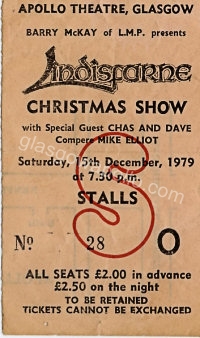 APOLLO THEATRE, GLASGOW
BARRY McKAY of L.M.P. presents
Lindisfarne
CHRISTMAS SHOW
with Special Guest CHAS AND DAVE
Compere MIKE ELLIOT
Saturday, 15th December, 1979
at 7.30 p.m.
STALLS
S
No 28 O
ALL SEATS £2.00 in advance
£2.50 on the night
TO BE RETAINED
TICKETS CANNOT BE EXCHANGED